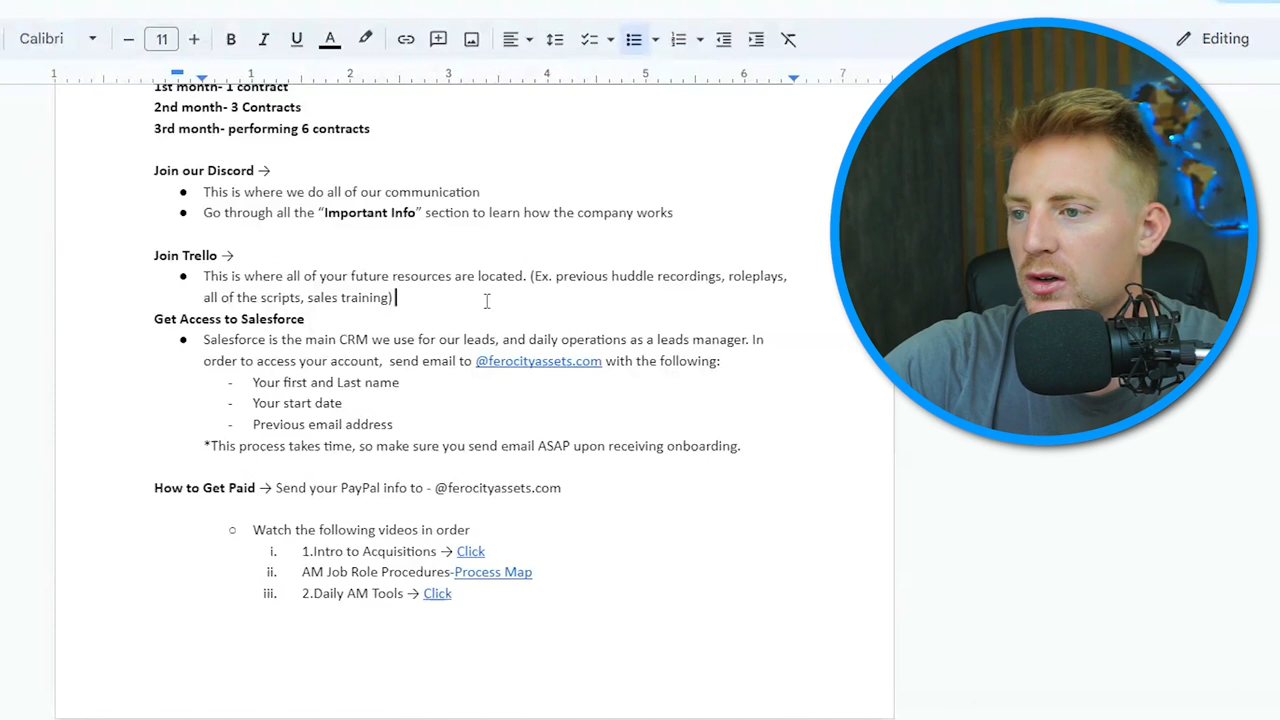 Calibri
11
Editing
1 1 2 3 4 5 6 7
1st month- 1 contract
2nd month- 3 Contracts
3rd month- performing 6 contracts
Join our Discord →
● This is where we do all of our communication
● Go through all the “Important Info” section to learn how the company works
Join Trello →
● This is where all of your future resources are located. (Ex. previous huddle recordings, roleplays,
all of the scripts, sales training)
Get Access to Salesforce
● Salesforce is the main CRM we use for our leads, and daily operations as a leads manager. In
order to access your account,  send email to @ferocityassets.com with the following:
- Your first and Last name
- Your start date
- Previous email address
*This process takes time, so make sure you send email ASAP upon receiving onboarding.
How to Get Paid → Send your PayPal info to - @ferocityassets.com
○ Watch the following videos in order
i. 1.Intro to Acquisitions → Click
ii. AM Job Role Procedures-Process Map
iii. 2.Daily AM Tools → Click